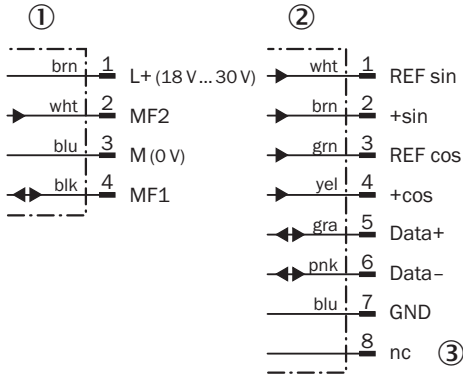 ①
brn 1 L+ (18 V... 30 V)
wht 2 MF2
blu 3 M (0 V)
blk 4 MF1
②
wht 1 REF sin
brn 2 +sin
grn 3 REF cos
yel 4 +cos
gra 5 Data+
pnk 6 Data–
blu 7 GND
8 nc ③